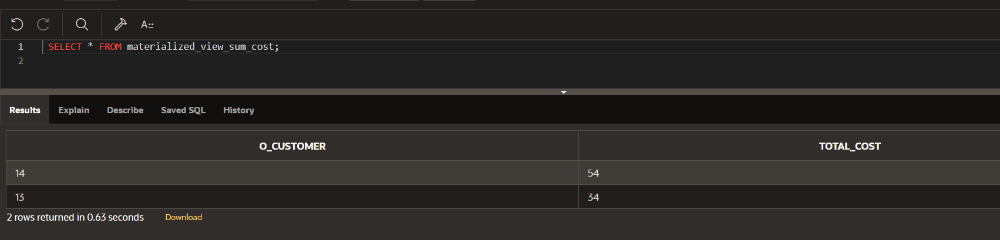 A::
1 SELECT * FROM materialized_view_sum_cost;
2
Results Explain Describe Saved SQL History
O_CUSTOMER TOTAL_COST
14 54
13 34
2 rows returned in 0.63 seconds Download